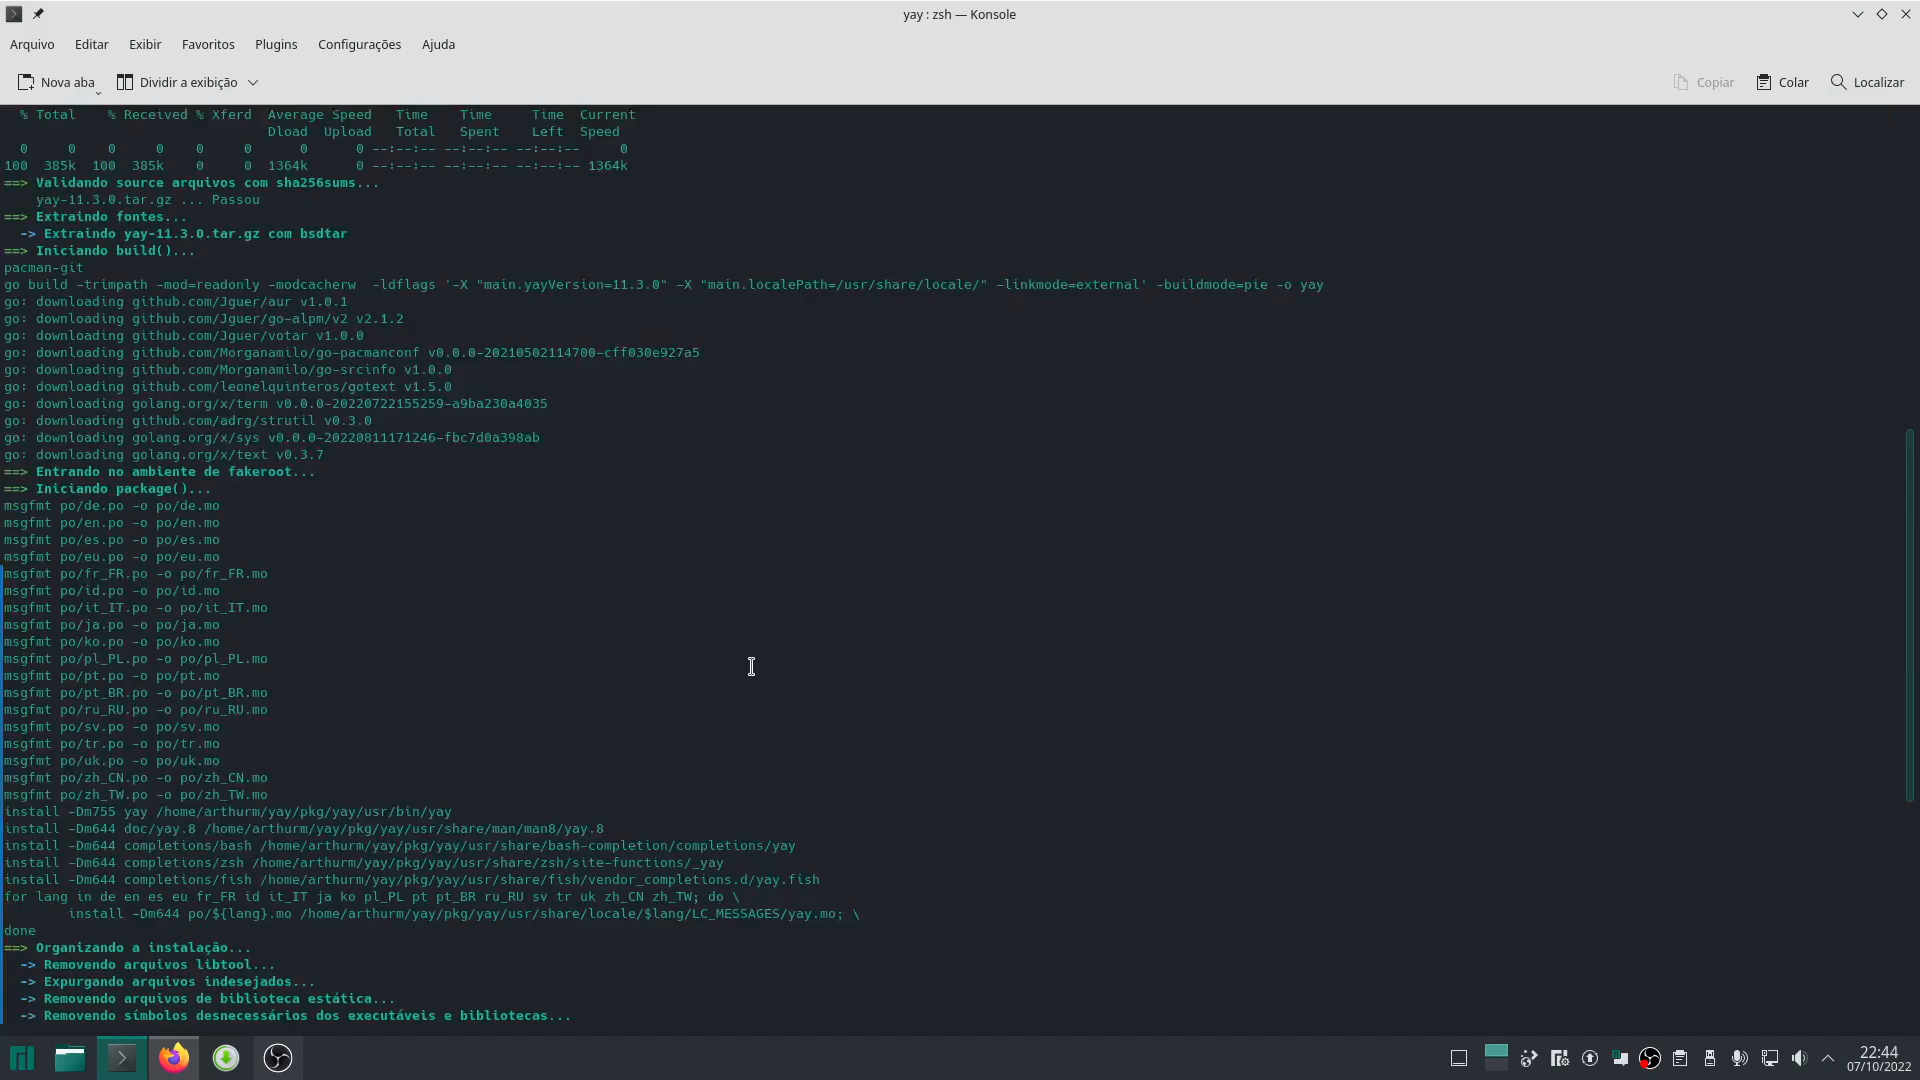 yay : zsh — Konsole
Arquivo Editar Exibir Favoritos Plugins Configurações Ajuda
Nova aba Dividir a exibição Copiar Colar Localizar
% Total % Received % Xferd Average Speed Time Time Time Current
Dload Upload Total Spent Left Speed
0 0 0 0 0 0 0 0 --:--:-- --:--:-- --:--:-- 0
100 385k 100 385k 0 0 1364k 0 --:--:-- --:--:-- --:--:-- 1364k
==> Validando source arquivos com sha256sums...
yay-11.3.0.tar.gz ... Passou
==> Extraindo fontes...
-> Extraindo yay-11.3.0.tar.gz com bsdtar
==> Iniciando build()...
pacman-git
go build -trimpath -mod=readonly -modcacherw -ldflags '-X "main.yayVersion=11.3.0" -X "main.localePath=/usr/share/locale/" -linkmode=external' -buildmode=pie -o yay
go: downloading github.com/Jguer/aur v1.0.1
go: downloading github.com/Jguer/go-alpm/v2 v2.1.2
go: downloading github.com/Jguer/votar v1.0.0
go: downloading github.com/Morganamilo/go-pacmanconf v0.0.0-20210502114700-cff030e927a5
go: downloading github.com/Morganamilo/go-srcinfo v1.0.0
go: downloading github.com/leonelquinteros/gotext v1.5.0
go: downloading golang.org/x/term v0.0.0-20220722155259-a9ba230a4035
go: downloading github.com/adrg/strutil v0.3.0
go: downloading golang.org/x/sys v0.0.0-20220811171246-fbc7d0a398ab
go: downloading golang.org/x/text v0.3.7
==> Entrando no ambiente de fakeroot...
==> Iniciando package()...
msgfmt po/de.po -o po/de.mo
msgfmt po/en.po -o po/en.mo
msgfmt po/es.po -o po/es.mo
msgfmt po/eu.po -o po/eu.mo
msgfmt po/fr_FR.po -o po/fr_FR.mo
msgfmt po/id.po -o po/id.mo
msgfmt po/it_IT.po -o po/it_IT.mo
msgfmt po/ja.po -o po/ja.mo
msgfmt po/ko.po -o po/ko.mo
msgfmt po/pl_PL.po -o po/pl_PL.mo
msgfmt po/pt.po -o po/pt.mo
msgfmt po/pt_BR.po -o po/pt_BR.mo
msgfmt po/ru_RU.po -o po/ru_RU.mo
msgfmt po/sv.po -o po/sv.mo
msgfmt po/tr.po -o po/tr.mo
msgfmt po/uk.po -o po/uk.mo
msgfmt po/zh_CN.po -o po/zh_CN.mo
msgfmt po/zh_TW.po -o po/zh_TW.mo
install -Dm755 yay /home/arthurm/yay/pkg/yay/usr/bin/yay
install -Dm644 doc/yay.8 /home/arthurm/yay/pkg/yay/usr/share/man/man8/yay.8
install -Dm644 completions/bash /home/arthurm/yay/pkg/yay/usr/share/bash-completion/completions/yay
install -Dm644 completions/zsh /home/arthurm/yay/pkg/yay/usr/share/zsh/site-functions/_yay
install -Dm644 completions/fish /home/arthurm/yay/pkg/yay/usr/share/fish/vendor_completions.d/yay.fish
for lang in de en es eu fr_FR id it_IT ja ko pl_PL pt pt_BR ru_RU sv tr uk zh_CN zh_TW; do \
install -Dm644 po/${lang}.mo /home/arthurm/yay/pkg/yay/usr/share/locale/$lang/LC_MESSAGES/yay.mo; \
done
==> Organizando a instalação...
-> Removendo arquivos libtool...
-> Expurgando arquivos indesejados...
-> Removendo arquivos de biblioteca estática...
-> Removendo símbolos desnecessários dos executáveis e bibliotecas...
22:44
07/10/2022